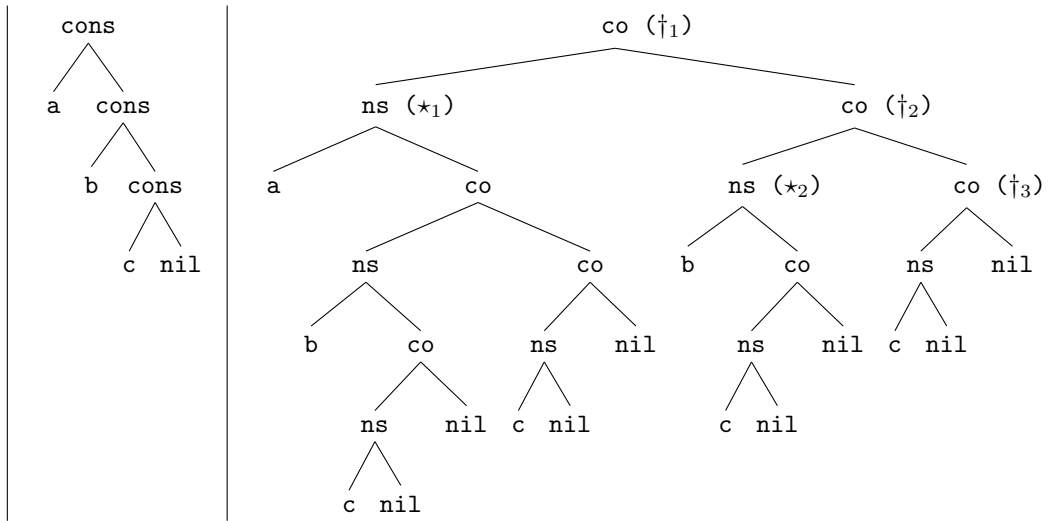 cons co (†₁)
a cons ns (⋆₁) co (†₂)
b cons a co ns (⋆₂) co (†₃)
c nil ns co b co ns nil
b co ns nil ns nil c nil
ns nil c nil c nil
c nil